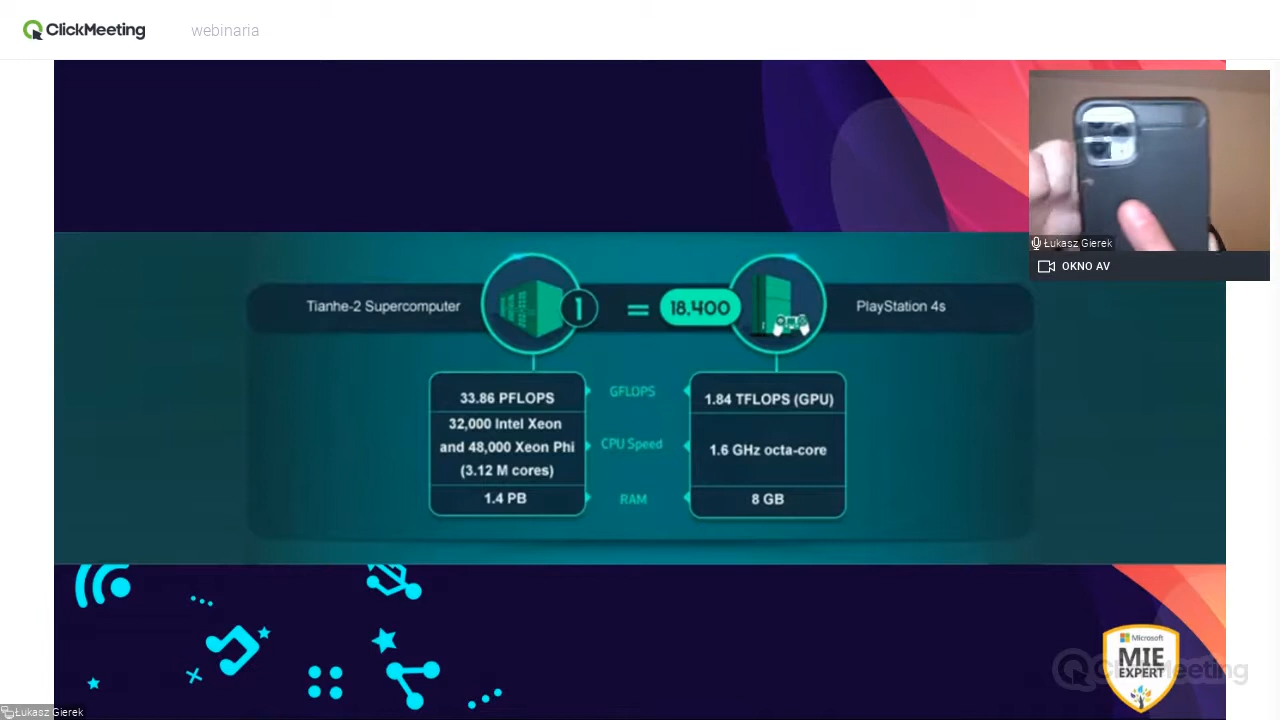 ClickMeeting
webinaria
Łukasz Gierek
OKNO AV
Tianhe-2 Supercomputer
1
=
18,400
PlayStation 4s
33.86 PFLOPS
GFLOPS
1.84 TFLOPS (GPU)
32,000 Intel Xeon
and 48,000 Xeon Phi
(3.12 M cores)
CPU Speed
1.6 GHz octa-core
1.4 PB
RAM
8 GB
Microsoft
MIE
EXPERT
ClickMeeting
Łukasz Gierek